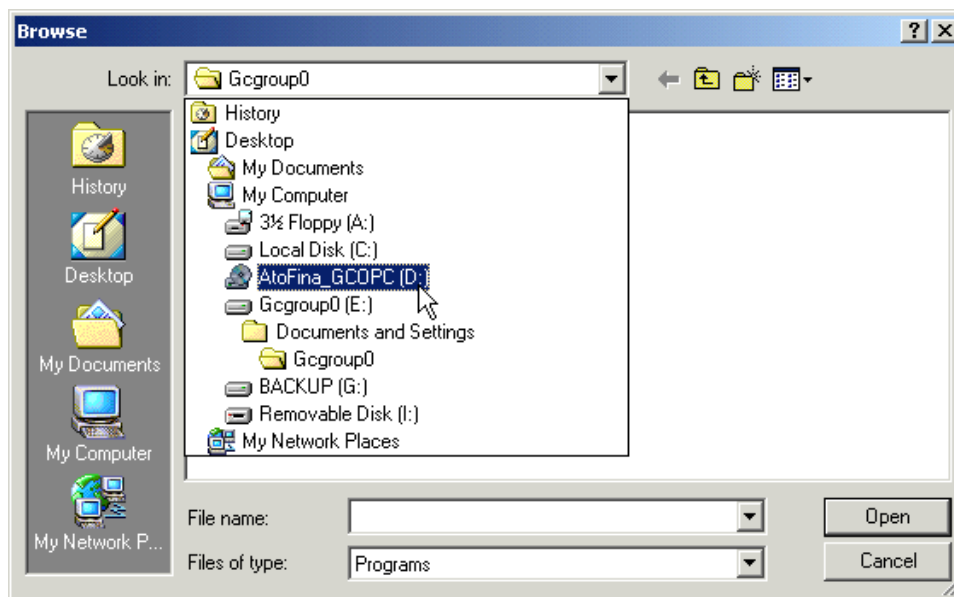 Browse
Look in: Gcgroup0
History
Desktop
My Documents
My Computer
3½ Floppy (A:)
Local Disk (C:)
AtoFina_GCOPC (D:)
Gcgroup0 (E:)
Documents and Settings
Gcgroup0
BACKUP (G:)
Removable Disk (I:)
My Network Places
History
Desktop
My Documents
My Computer
My Network P...
File name:
Open
Files of type: Programs
Cancel